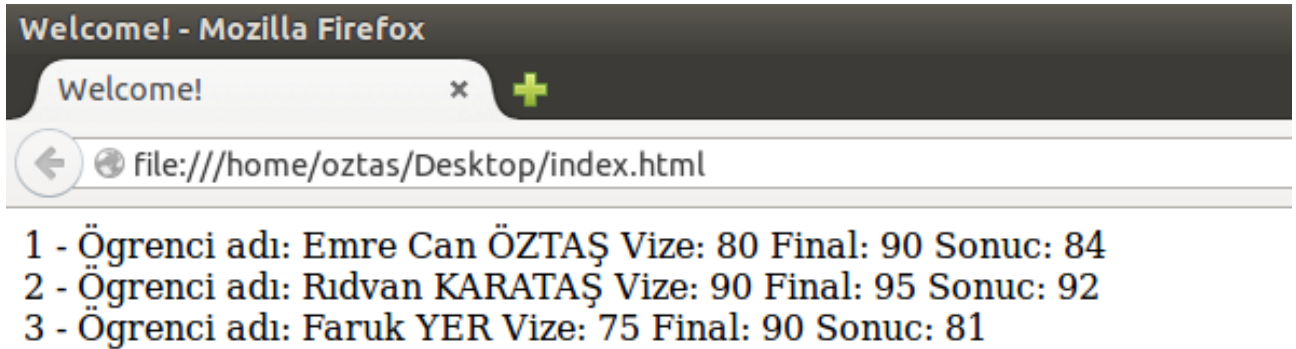 Welcome! - Mozilla Firefox
Welcome!
file:///home/oztas/Desktop/index.html
1 - Ögrenci adı: Emre Can ÖZTAŞ Vize: 80 Final: 90 Sonuc: 84
2 - Ögrenci adı: Rıdvan KARATAŞ Vize: 90 Final: 95 Sonuc: 92
3 - Ögrenci adı: Faruk YER Vize: 75 Final: 90 Sonuc: 81